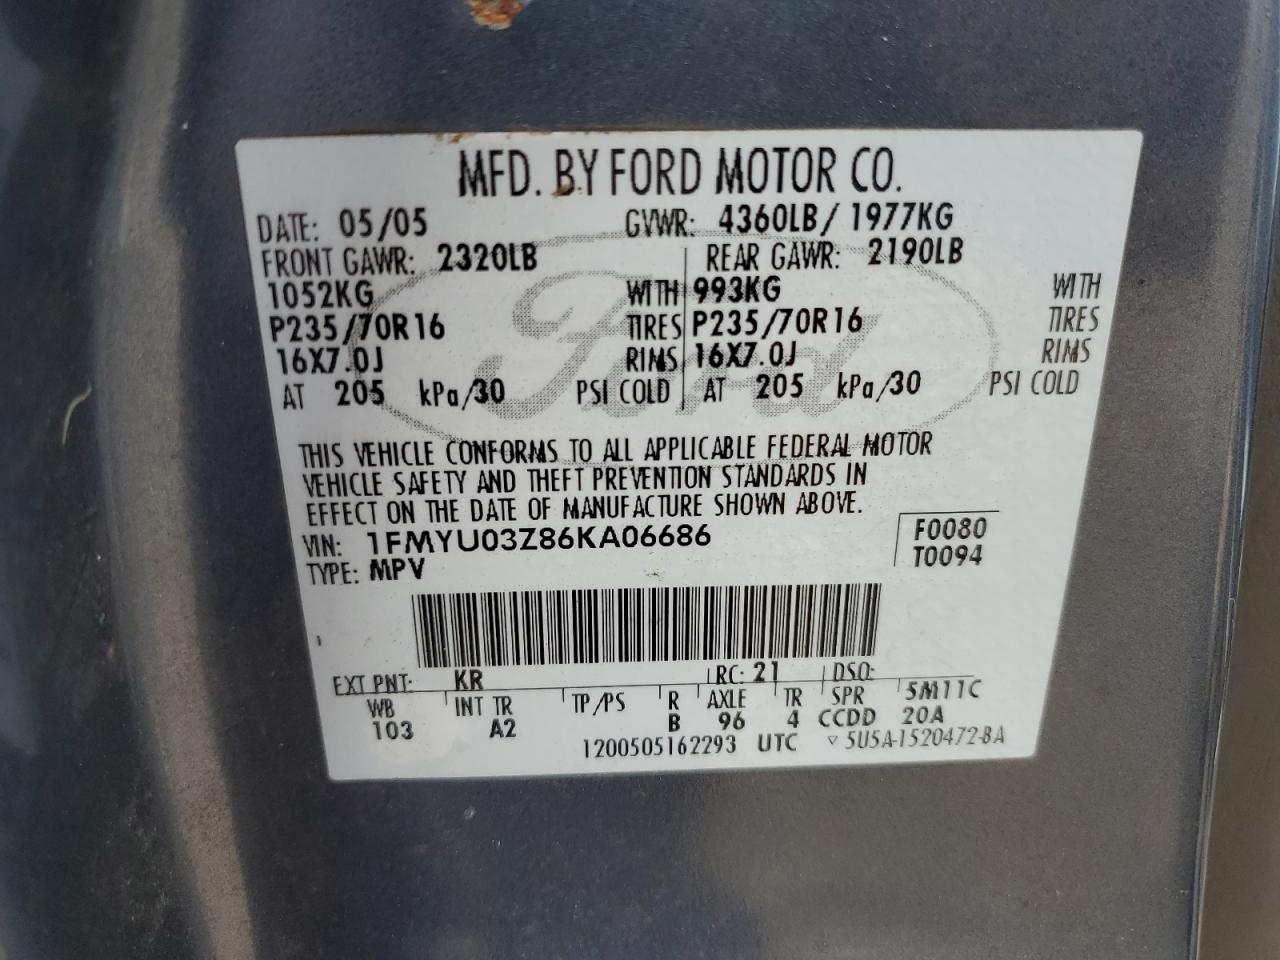 MFD. BY FORD MOTOR CO.
DATE: 05/05 GVWR: 4360LB/ 1977KG
FRONT GAWR: 2320LB REAR GAWR: 2190LB
1052KG WITH 993KG WITH
P235/70R16 TIRES P235/70R16 TIRES
16X7.0J RIMS 16X7.0J RIMS
AT 205 kPa/30 PSI COLD AT 205 kPa/30 PSI COLD
Ford
THIS VEHICLE CONFORMS TO ALL APPLICABLE FEDERAL MOTOR
VEHICLE SAFETY AND THEFT PREVENTION STANDARDS IN
EFFECT ON THE DATE OF MANUFACTURE SHOWN ABOVE.
VIN: 1FMYU03Z86KA06686 F0080
TYPE: MPV T0094
EXT PNT: KR RC: 21 DSO:
WB INT TR TP/PS R AXLE TR SPR 5M11C
103 A2 B 96 4 CCDD 20A
1200505162293 UTC ▽ 5U5A-1520472-BA